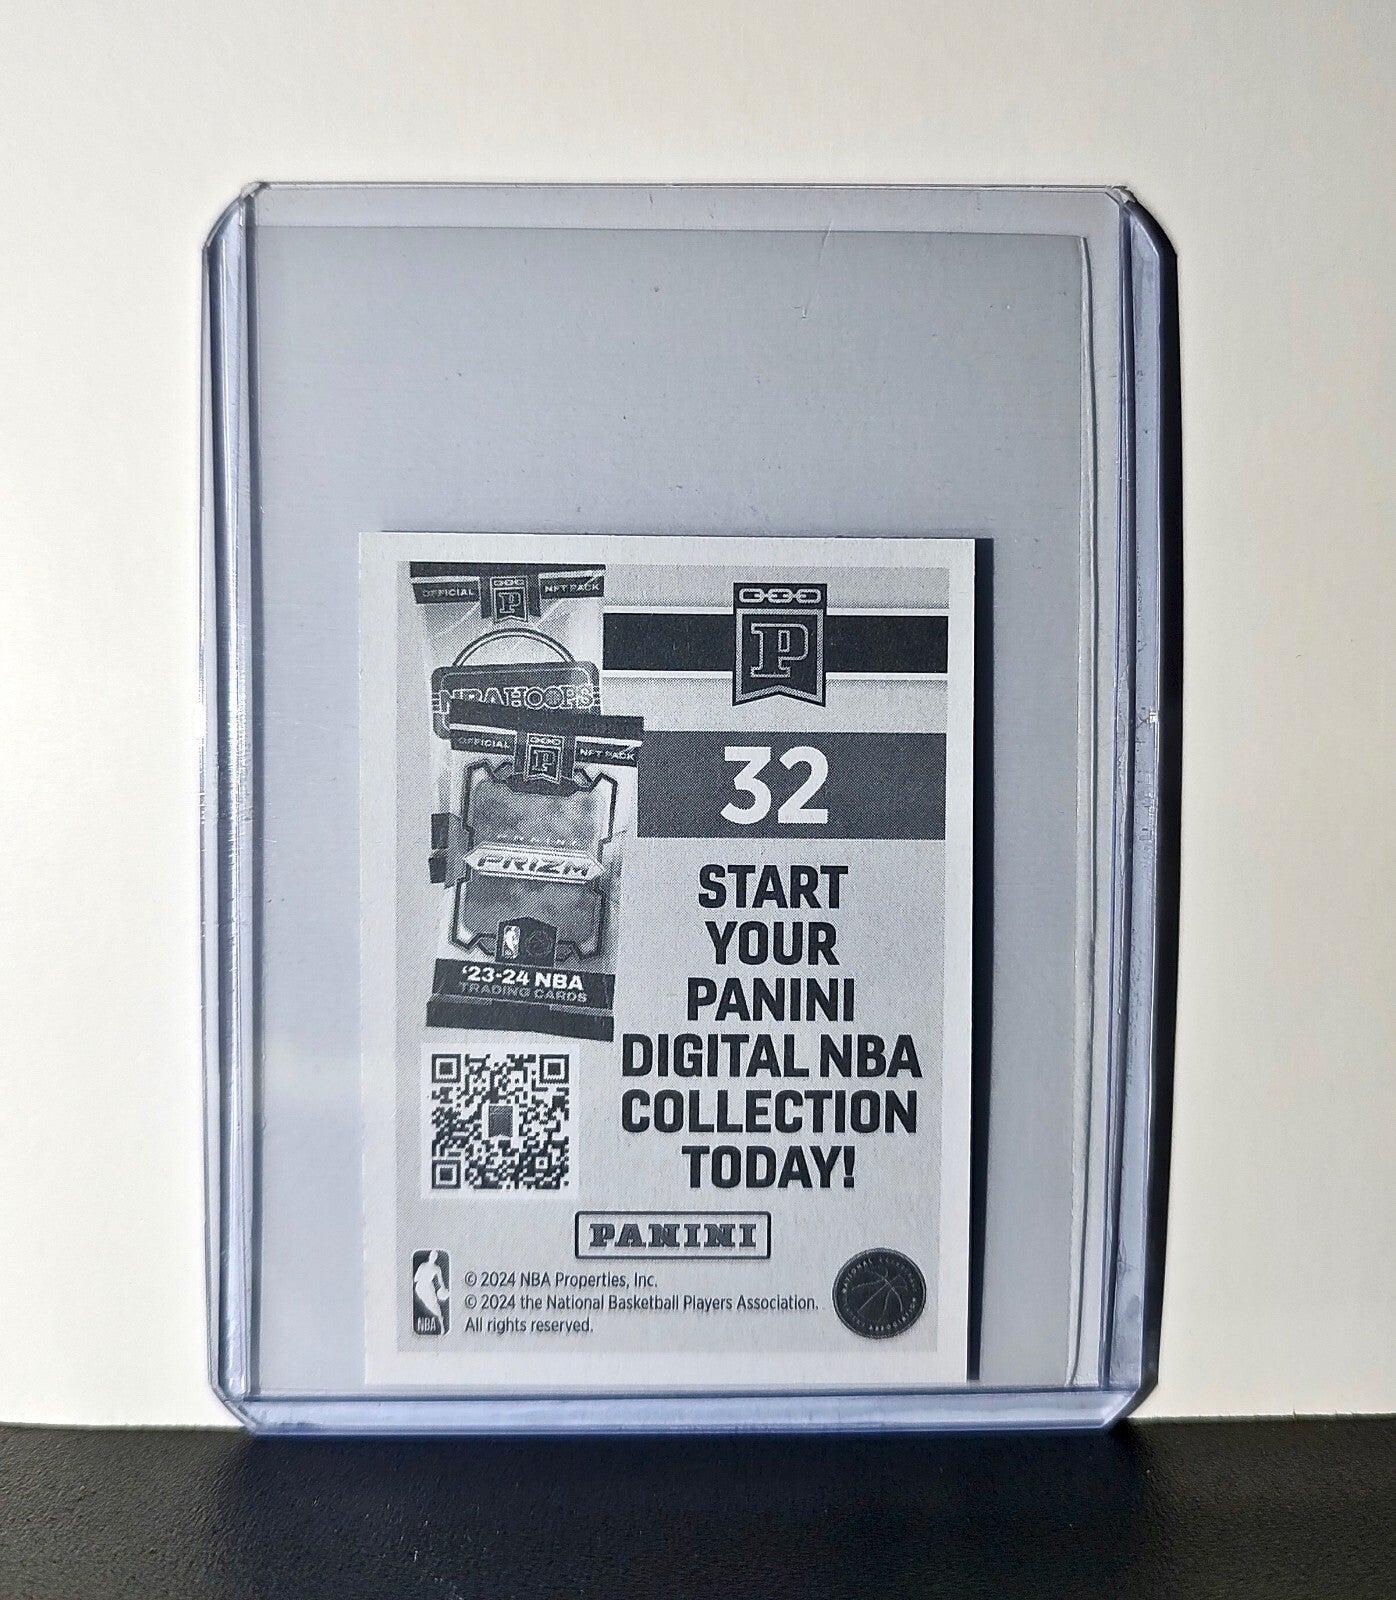 OFFICIAL
NFT PACK
P
NBA HOOPS
OFFICIAL
NFT PACK
P
PRIZM
'23-24 NBA
TRADING CARDS
P
32
START
YOUR
PANINI
DIGITAL NBA
COLLECTION
TODAY!
PANINI
NBA
© 2024 NBA Properties, Inc.
© 2024 the National Basketball Players Association.
All rights reserved.